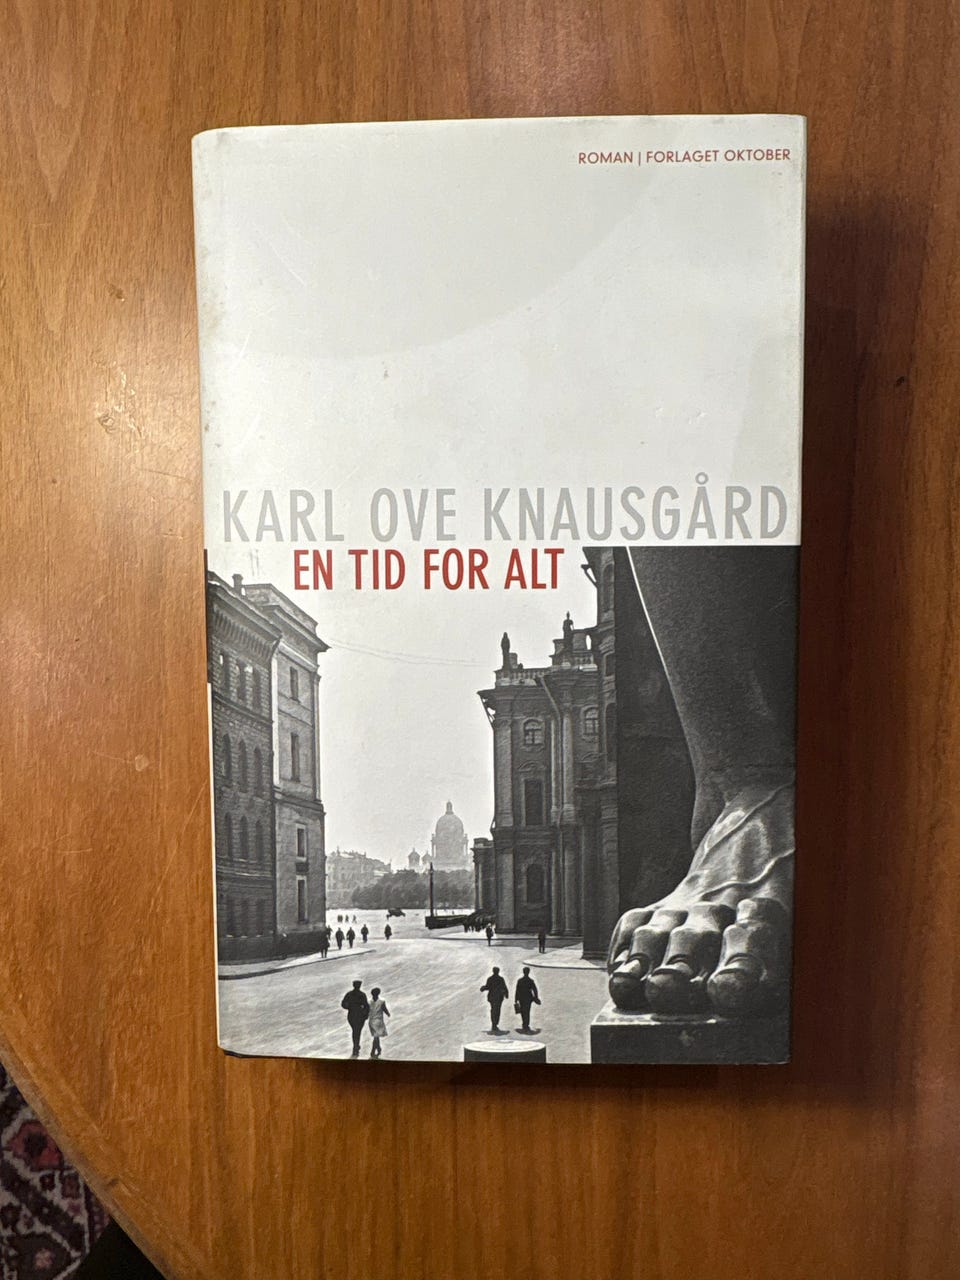 ROMAN | FORLAGET OKTOBER
KARL OVE KNAUSGÅRD
EN TID FOR ALT